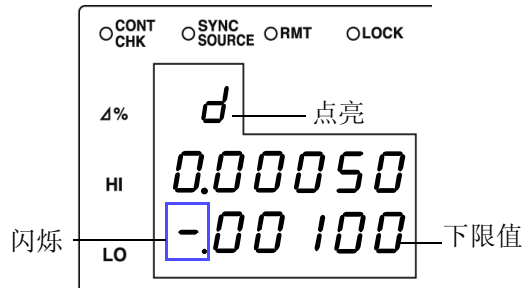 CONT CHK SYNC SOURCE RMT LOCK
⊿% d 点亮
HI 0.00050
闪烁 LO -.00100 下限值